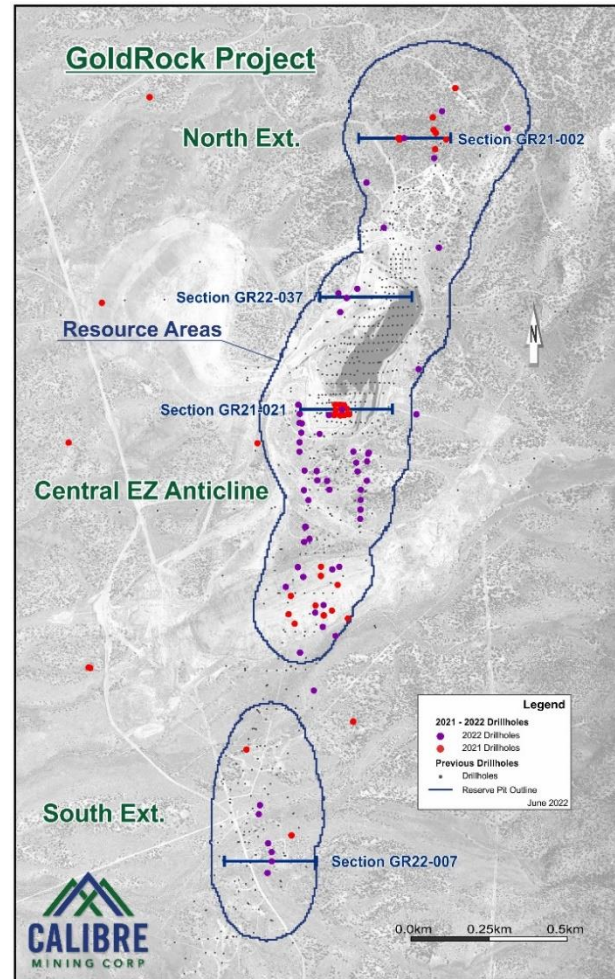 GoldRock Project
North Ext.
Section GR21-002
Section GR22-037
Resource Areas
N
Section GR21-021
Central EZ Anticline
Legend
2021 - 2022 Drillholes
2022 Drillholes
2021 Drillholos
Previous Drillholes
Drillholes
Reserve Pit Outline
June 2022
South Ext.
Section GR22-007
CALIBRE
MINING CORP
0.0km 0.25km 0.5km